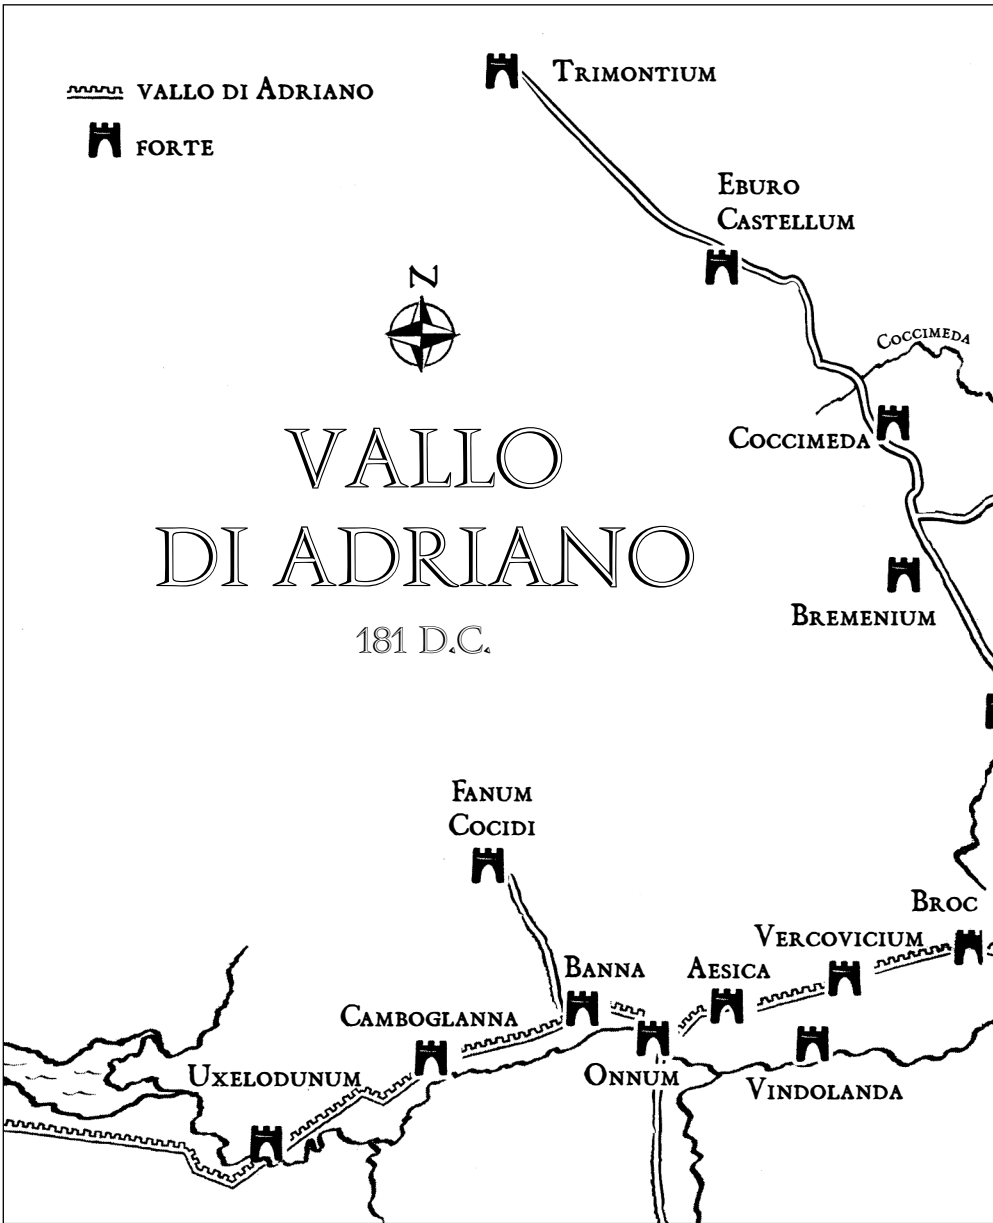 vallo di Adriano
forte
Trimontium
Eburo
Castellum
N
Coccimeda
Coccimeda
VALLO
DI ADRIANO
181 D.C.
Bremenium
Fanum
Cocidi
Broc
Vercovicium
Banna
Aesica
Camboglanna
Uxelodunum
Onnum
Vindolanda